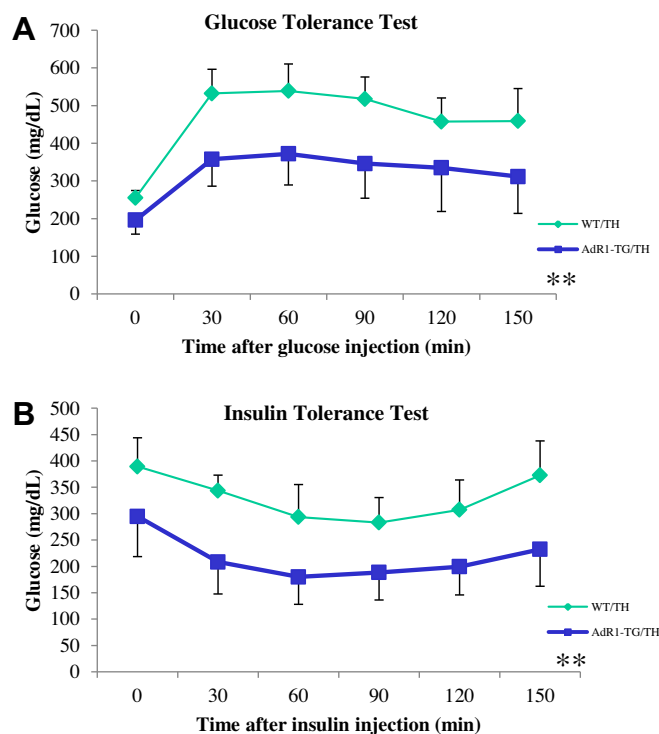 A
Glucose Tolerance Test
700
600
500
400
300
200
100
0
Glucose (mg/dL)
0 30 60 90 120 150
Time after glucose injection (min)
WT/TH
AdR1-TG/TH
**
B
Insulin Tolerance Test
500
450
400
350
300
250
200
150
100
50
0
Glucose (mg/dL)
0 30 60 90 120 150
Time after insulin injection (min)
WT/TH
AdR1-TG/TH
**